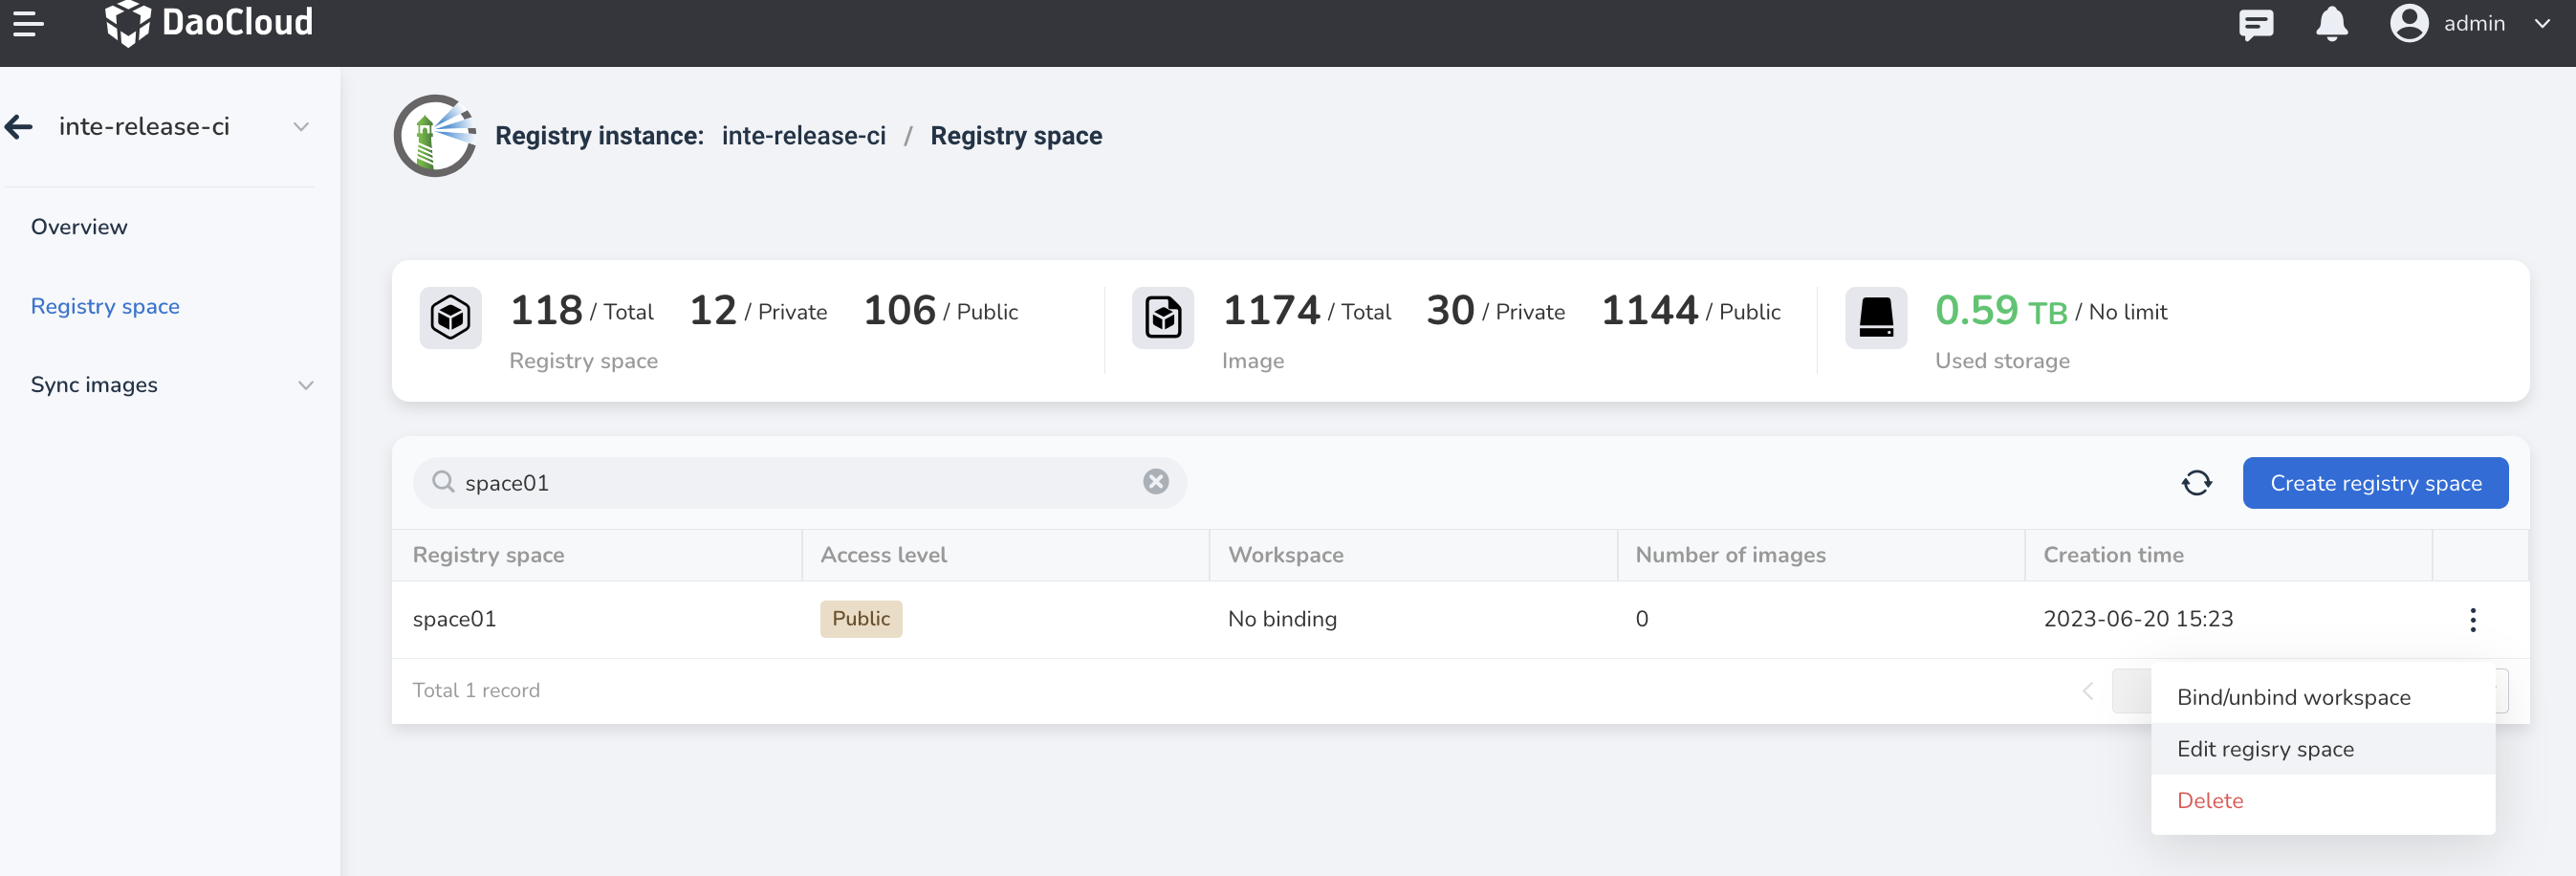 DaoCloud
admin
inte-release-ci
Registry instance: inte-release-ci / Registry space
Overview
Registry space
Sync images
118 / Total 12 / Private 106 / Public
Registry space
1174 / Total 30 / Private 1144 / Public
Image
0.59 TB / No limit
Used storage
space01
Create registry space
Registry space Access level Workspace Number of images Creation time
space01 Public No binding 0 2023-06-20 15:23
Total 1 record
Bind/unbind workspace
Edit regisry space
Delete